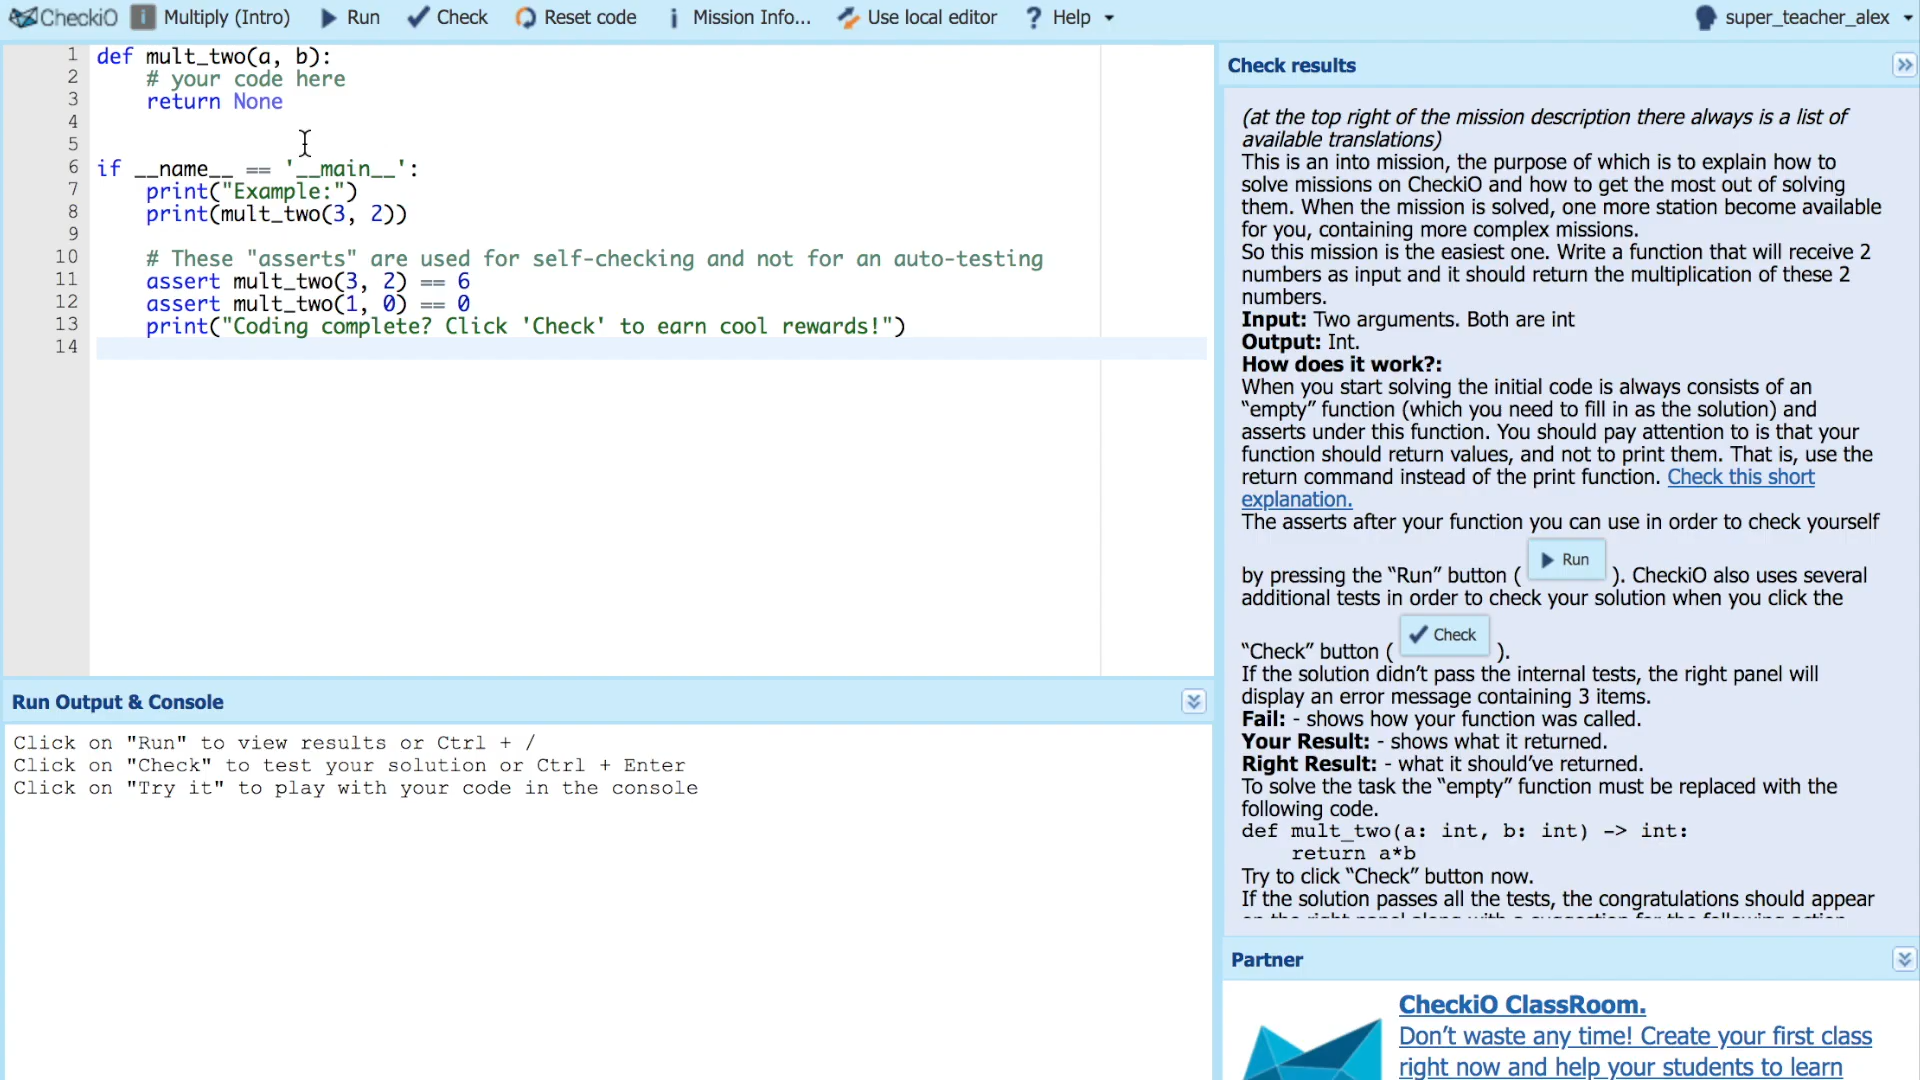 CheckiO i Multiply (Intro) Run Check Reset code i Mission Info... Use local editor ? Help super_teacher_alex
1 def mult_two(a, b):
2 # your code here
3 return None
4
5
6 if __name__ == '__main__':
7 print("Example:")
8 print(mult_two(3, 2))
9
10 # These "asserts" are used for self-checking and not for an auto-testing
11 assert mult_two(3, 2) == 6
12 assert mult_two(1, 0) == 0
13 print("Coding complete? Click 'Check' to earn cool rewards!")
14
Run Output & Console
Click on "Run" to view results or Ctrl + /
Click on "Check" to test your solution or Ctrl + Enter
Click on "Try it" to play with your code in the console
Check results
(at the top right of the mission description there always is a list of
available translations)
This is an into mission, the purpose of which is to explain how to
solve missions on CheckiO and how to get the most out of solving
them. When the mission is solved, one more station become available
for you, containing more complex missions.
So this mission is the easiest one. Write a function that will receive 2
numbers as input and it should return the multiplication of these 2
numbers.
Input: Two arguments. Both are int
Output: Int.
How does it work?:
When you start solving the initial code is always consists of an
“empty” function (which you need to fill in as the solution) and
asserts under this function. You should pay attention to is that your
function should return values, and not to print them. That is, use the
return command instead of the print function. Check this short
explanation.
The asserts after your function you can use in order to check yourself
by pressing the “Run” button ( Run ). CheckiO also uses several
additional tests in order to check your solution when you click the
“Check” button ( Check ).
If the solution didn’t pass the internal tests, the right panel will
display an error message containing 3 items.
Fail: - shows how your function was called.
Your Result: - shows what it returned.
Right Result: - what it should’ve returned.
To solve the task the “empty” function must be replaced with the
following code.
def mult_two(a: int, b: int) -> int:
return a*b
Try to click “Check” button now.
If the solution passes all the tests, the congratulations should appear
Partner
CheckiO ClassRoom.
Don’t waste any time! Create your first class
right now and help your students to learn